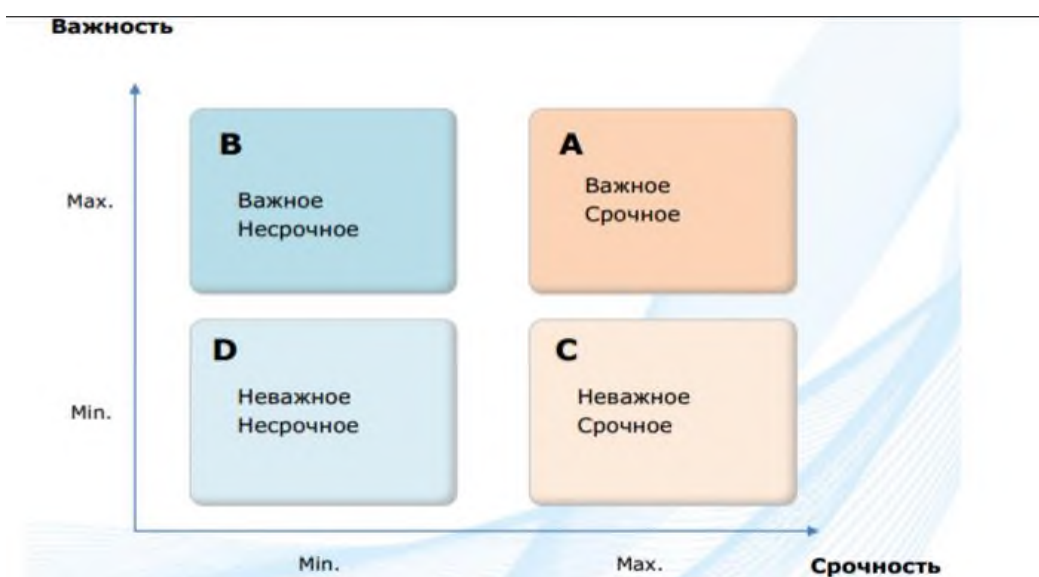 Важность
Max.
B
Важное
Несрочное
A
Важное
Срочное
Min.
D
Неважное
Несрочное
C
Неважное
Срочное
Min.
Max.
Срочность